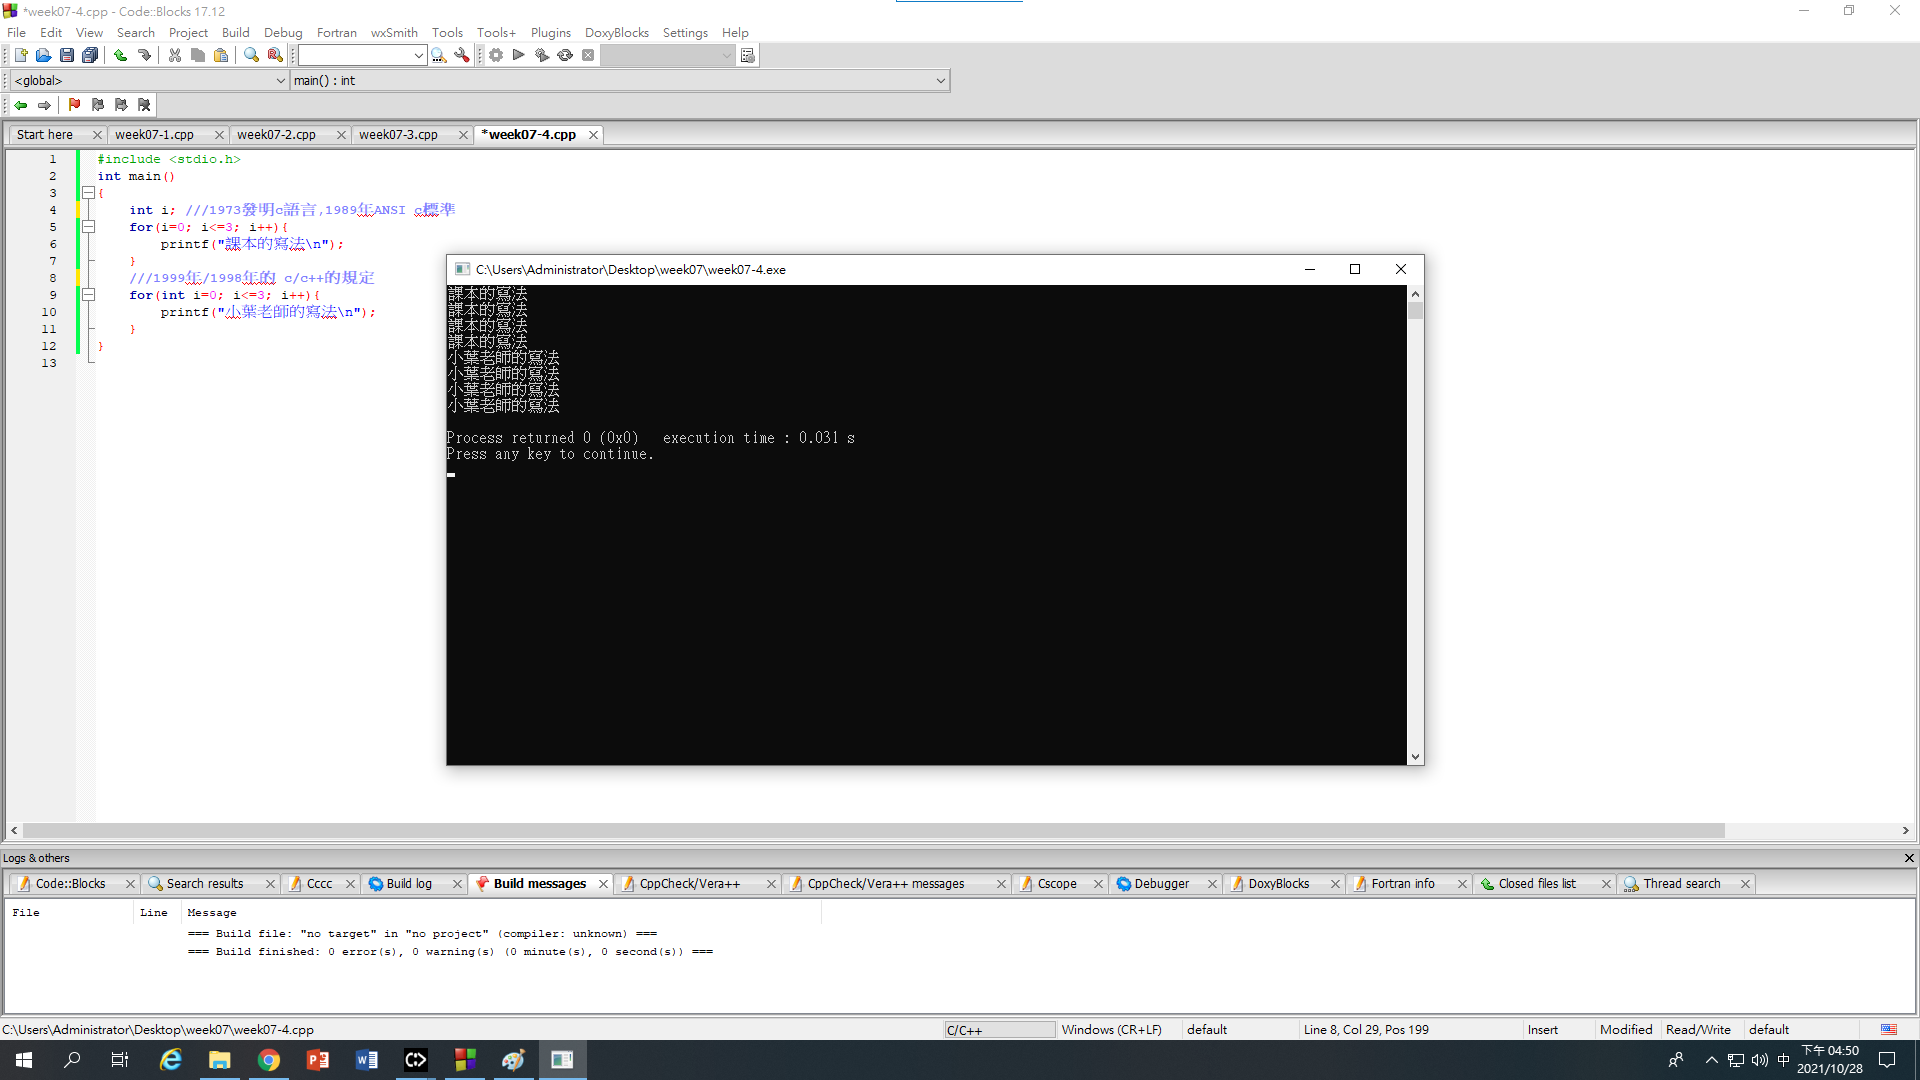 *week07-4.cpp - Code::Blocks 17.12
File Edit View Search Project Build Debug Fortran wxSmith Tools Tools+ Plugins DoxyBlocks Settings Help
<global> main() : int
Start here week07-1.cpp week07-2.cpp week07-3.cpp *week07-4.cpp
1 #include <stdio.h>
2 int main()
3 {
4 int i; ///1973發明c語言,1989年ANSI c標準
5 for(i=0; i<=3; i++){
6 printf("課本的寫法\n");
7 }
8 ///1999年/1998年的 c/c++的規定
9 for(int i=0; i<=3; i++){
10 printf("小葉老師的寫法\n");
11 }
12 }
13
C:\Users\Administrator\Desktop\week07\week07-4.exe
課本的寫法
課本的寫法
課本的寫法
課本的寫法
小葉老師的寫法
小葉老師的寫法
小葉老師的寫法
小葉老師的寫法
Process returned 0 (0x0) execution time : 0.031 s
Press any key to continue.
Logs & others
Code::Blocks Search results Cccc Build log Build messages CppCheck/Vera++ CppCheck/Vera++ messages Cscope Debugger DoxyBlocks Fortran info Closed files list Thread search
File Line Message
=== Build file: "no target" in "no project" (compiler: unknown) ===
=== Build finished: 0 error(s), 0 warning(s) (0 minute(s), 0 second(s)) ===
C:\Users\Administrator\Desktop\week07\week07-4.cpp C/C++ Windows (CR+LF) default Line 8, Col 29, Pos 199 Insert Modified Read/Write default
中 下午 04:50
2021/10/28